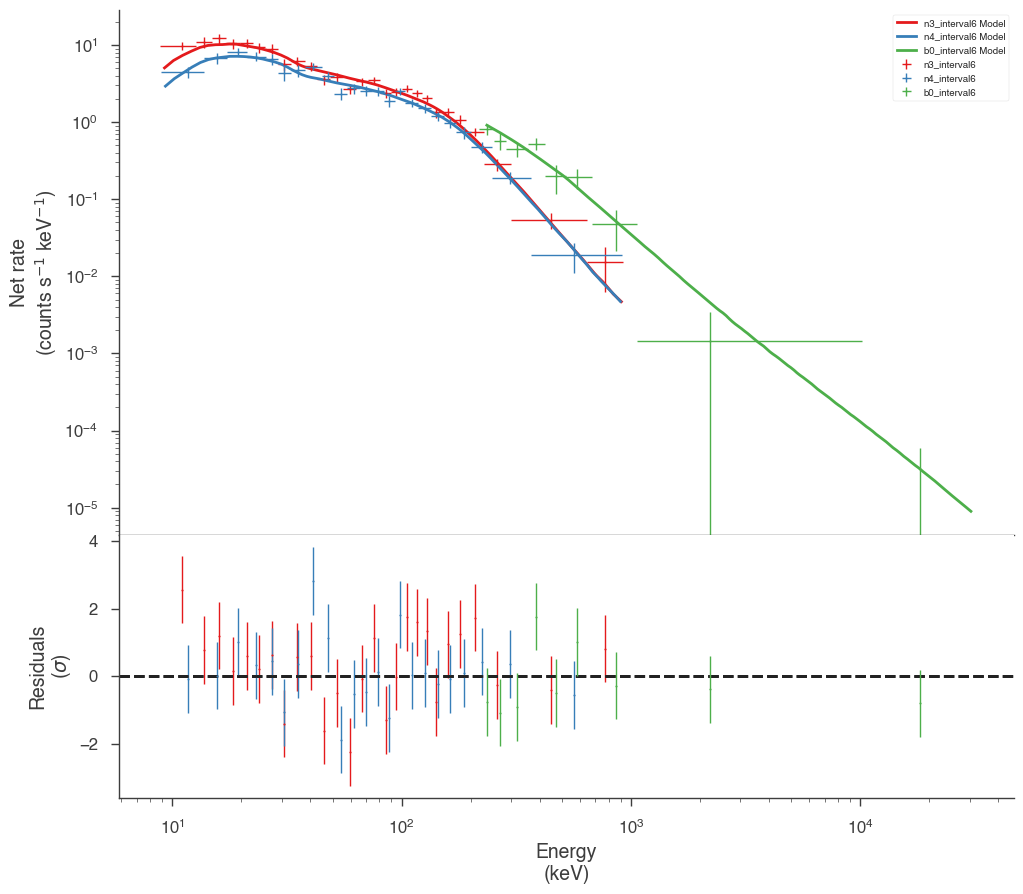 n3_interval6 Model
n4_interval6 Model
b0_interval6 Model
n3_interval6
n4_interval6
b0_interval6
10¹
10⁰
10⁻¹
10⁻²
10⁻³
10⁻⁴
10⁻⁵
Net rate
(counts s⁻¹ keV⁻¹)
4
2
0
−2
Residuals
(σ)
10¹
10²
10³
10⁴
Energy
(keV)